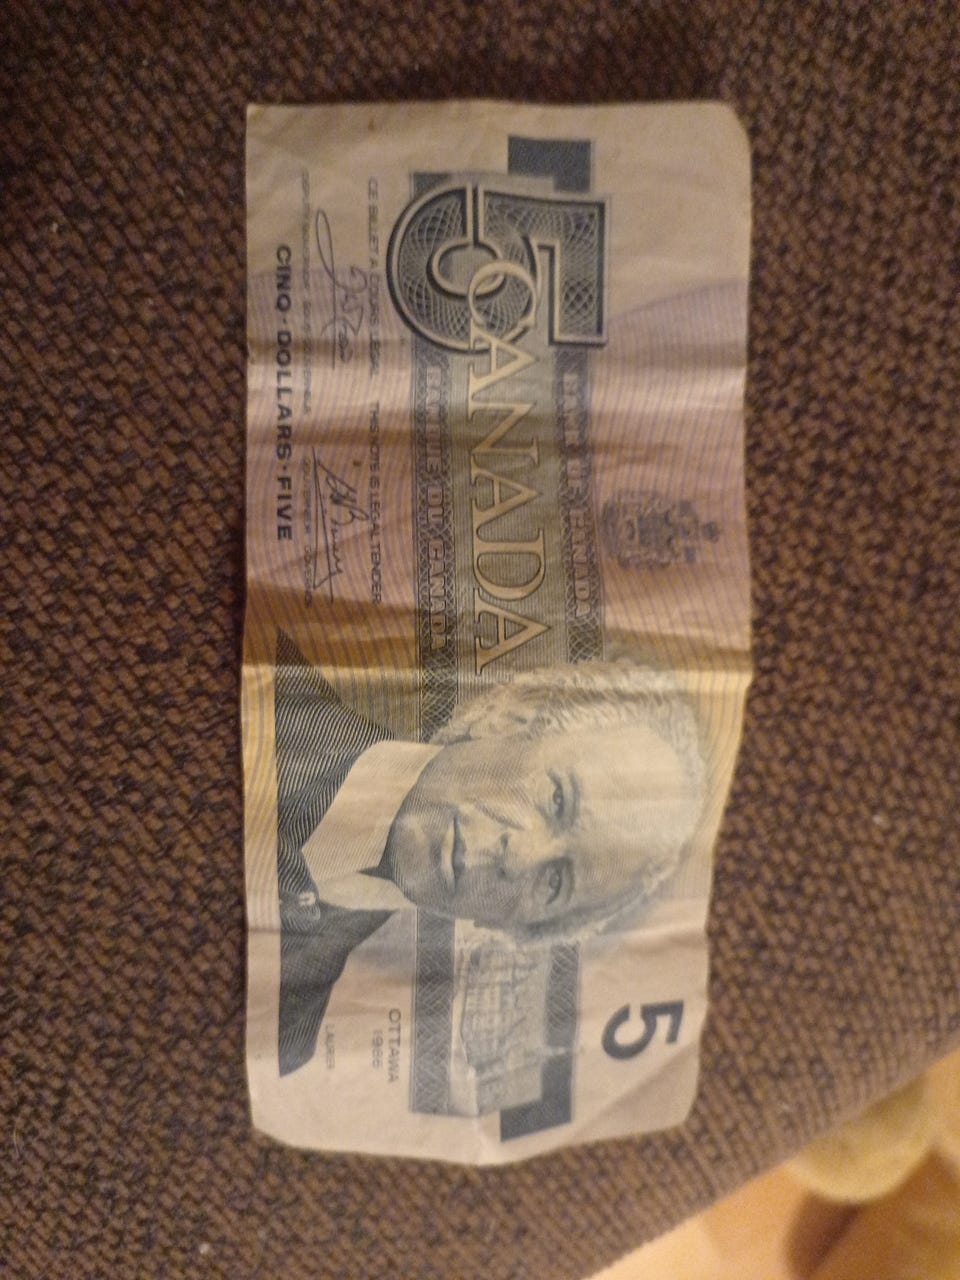 5
CANADA
BANK OF CANADA
BANQUE DU CANADA
5
CE BILLET A COURS LÉGAL THIS NOTE IS LEGAL TENDER
CINQ · DOLLARS · FIVE
OTTAWA
1986
LAURIER